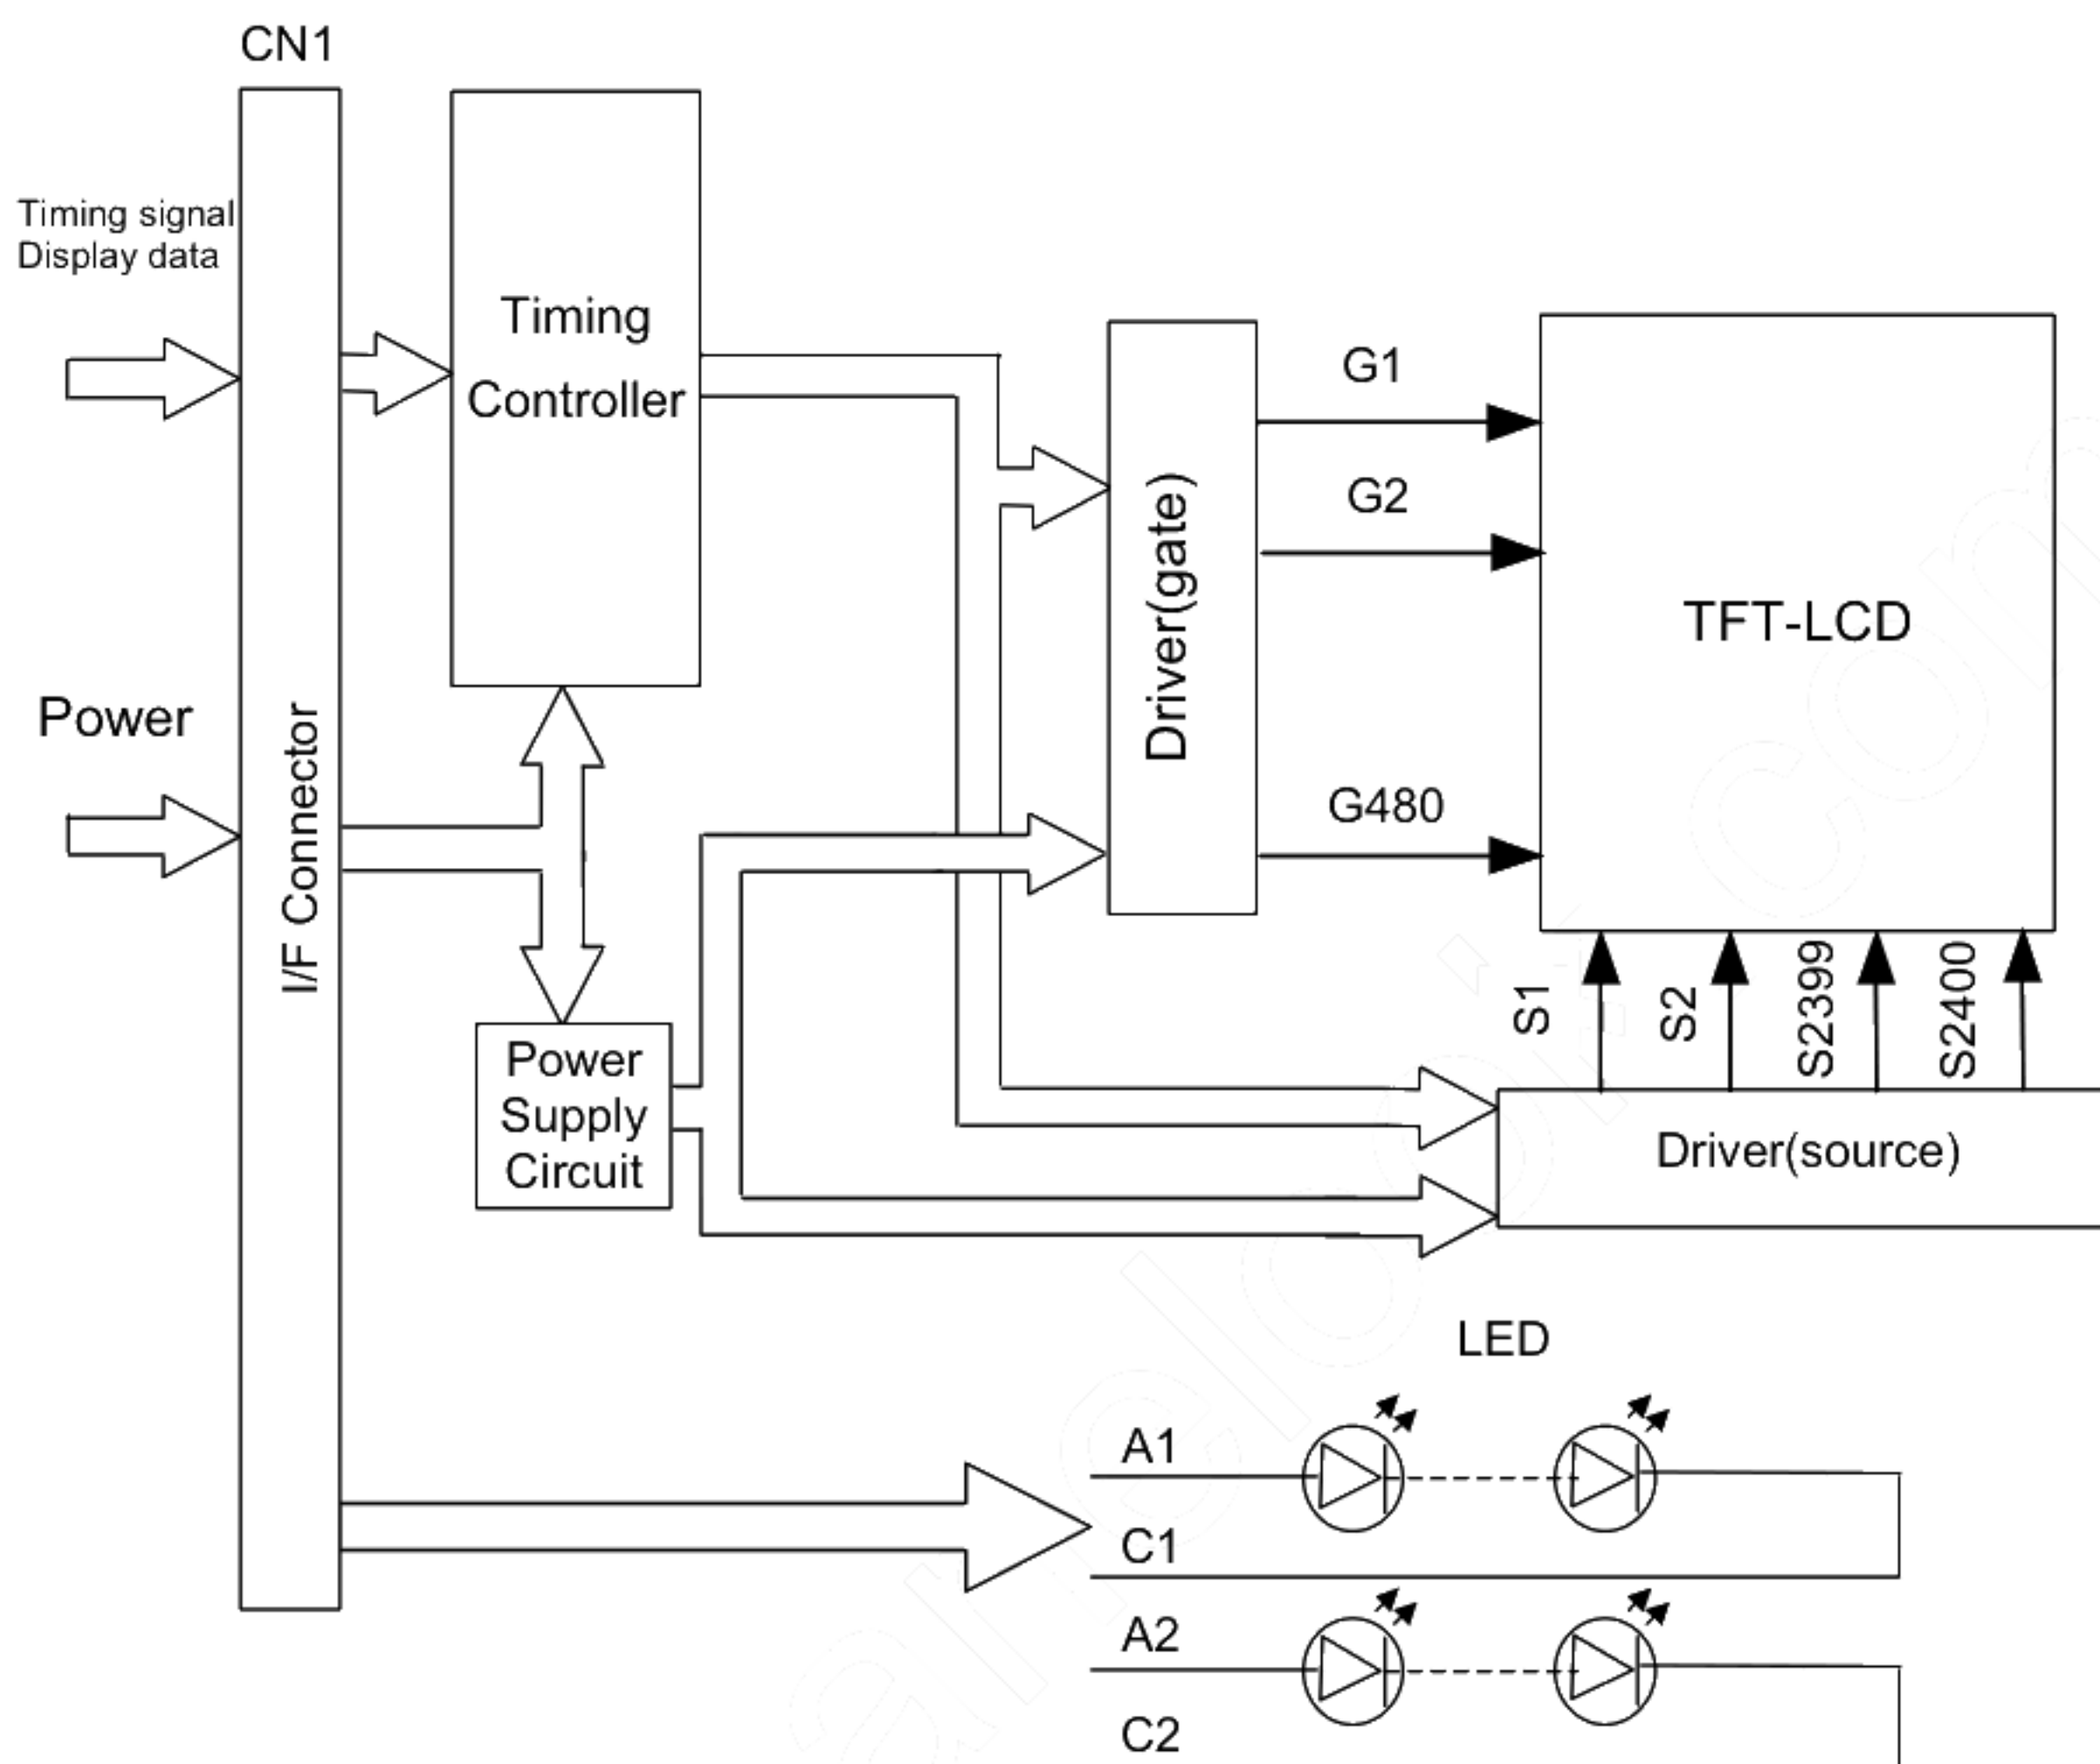 CN1
Timing signal
Display data
Timing
Controller
Power
I/F Connector
Driver(gate)
G1
G2
G480
TFT-LCD
S1
S2
S2399
S2400
Power
Supply
Circuit
Driver(source)
LED
A1
C1
A2
C2